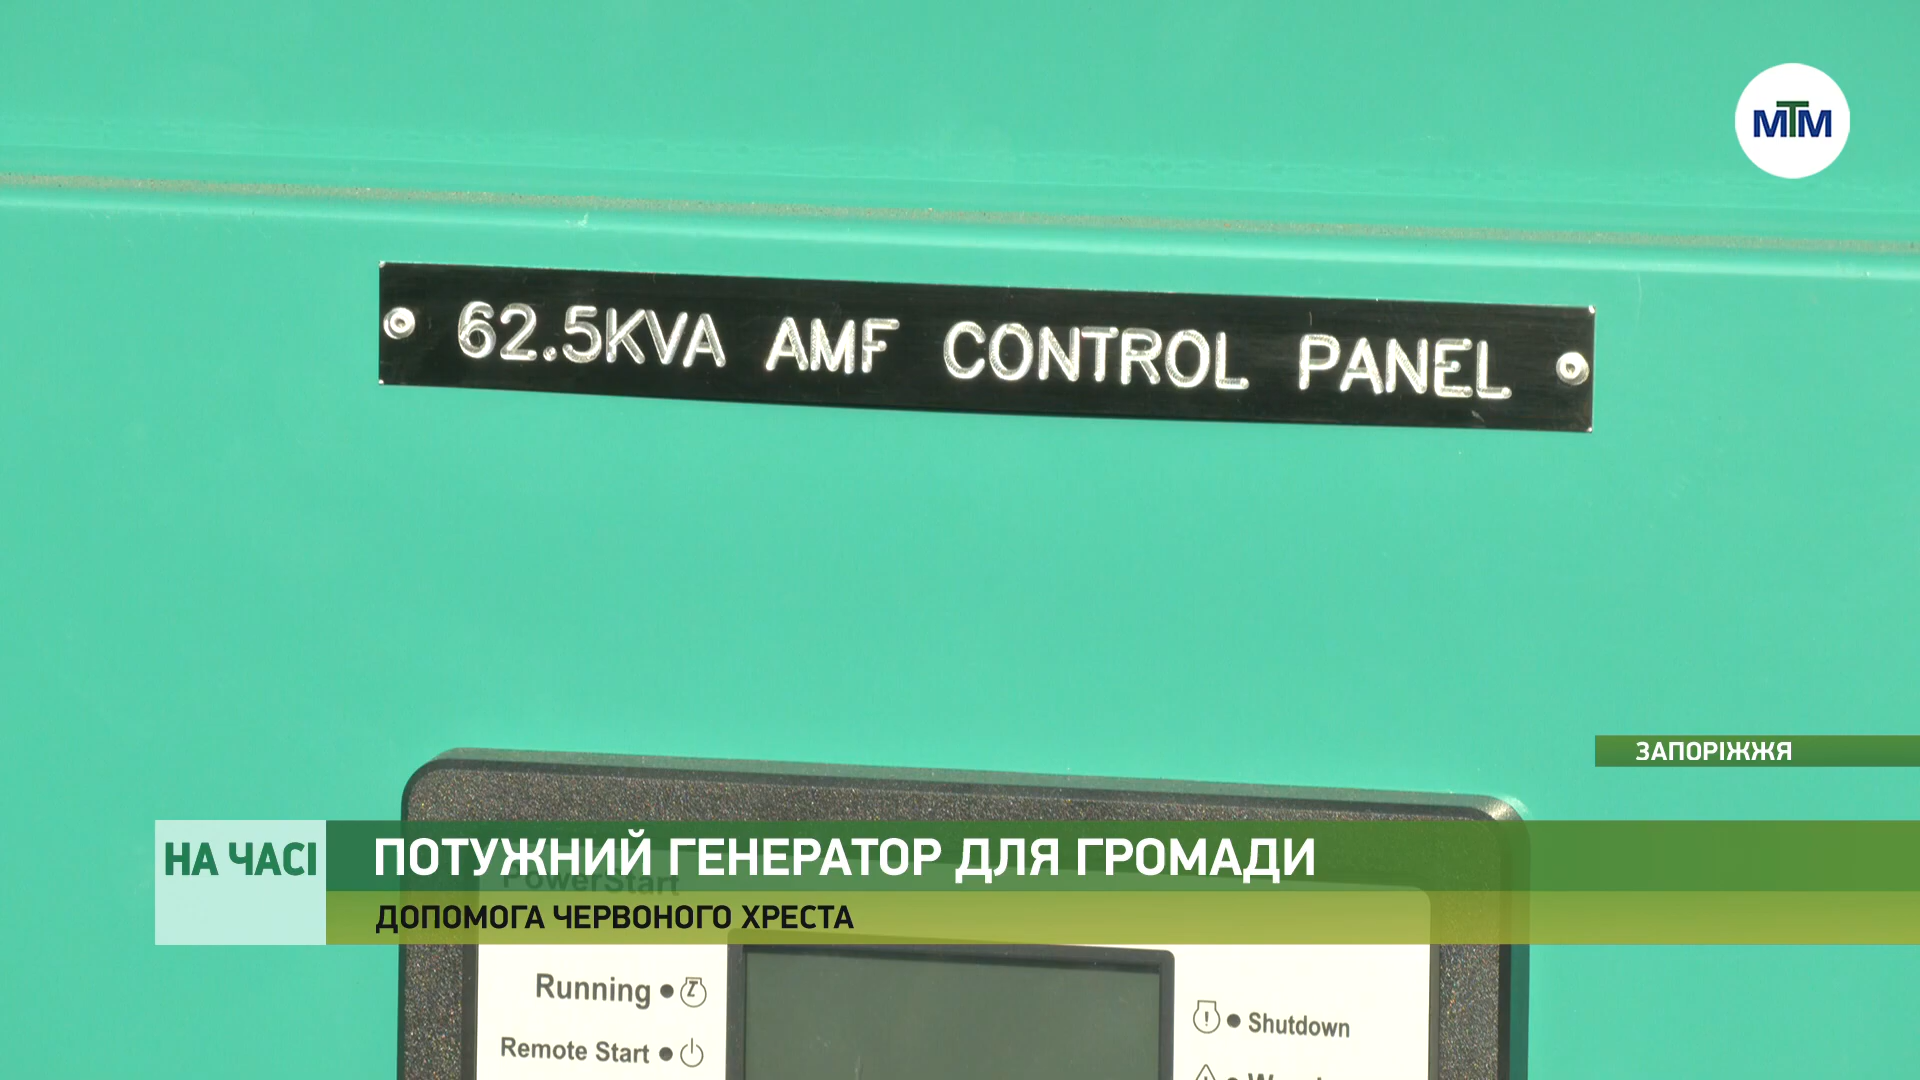 МТМ
62.5KVA AMF CONTROL PANEL
ЗАПОРІЖЖЯ
НА ЧАСІ
ПОТУЖНИЙ ГЕНЕРАТОР ДЛЯ ГРОМАДИ
PowerStart
ДОПОМОГА ЧЕРВОНОГО ХРЕСТА
Running
Remote Start
Shutdown